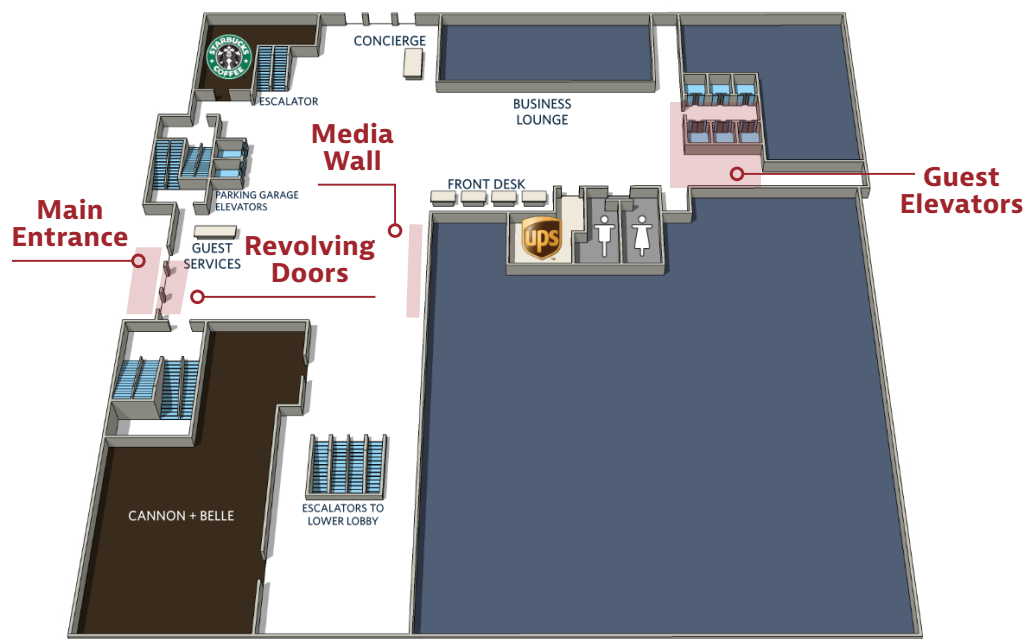 STARBUCKS
COFFEE
CONCIERGE
ESCALATOR
BUSINESS
LOUNGE
Media
Wall
FRONT DESK
Guest
Elevators
PARKING GARAGE
ELEVATORS
Main
Entrance
GUEST
SERVICES
Revolving
Doors
ups
CANNON + BELLE
ESCALATORS TO
LOWER LOBBY